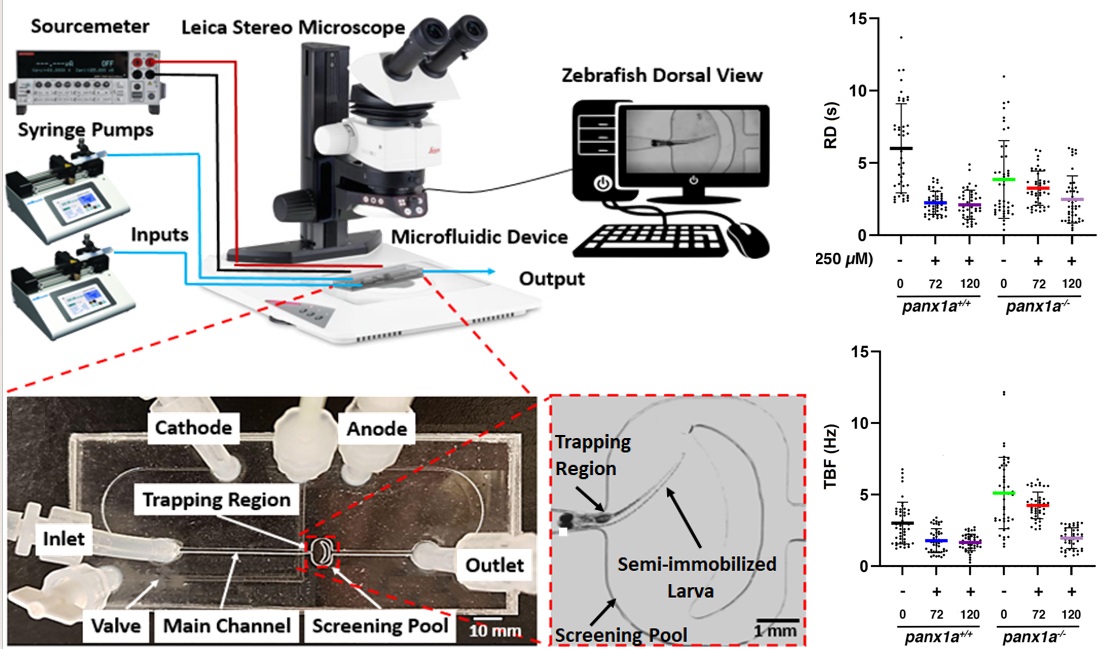 Sourcemeter
Leica Stereo Microscope
Zebrafish Dorsal View
Syringe Pumps
OFF
Inputs
Microfluidic Device
Output
Cathode
Anode
Trapping Region
Inlet
Outlet
Valve
Main Channel
Screening Pool
10 mm
Trapping
Region
Semi-immobilized
Larva
Screening Pool
1 mm
15
10
5
0
RD (s)
250 µM)
- + + - + +
0 72 120 0 72 120
panx1a+/+ panx1a-/-
15
10
5
0
TBF (Hz)
- + + - + +
0 72 120 0 72 120
panx1a+/+ panx1a-/-